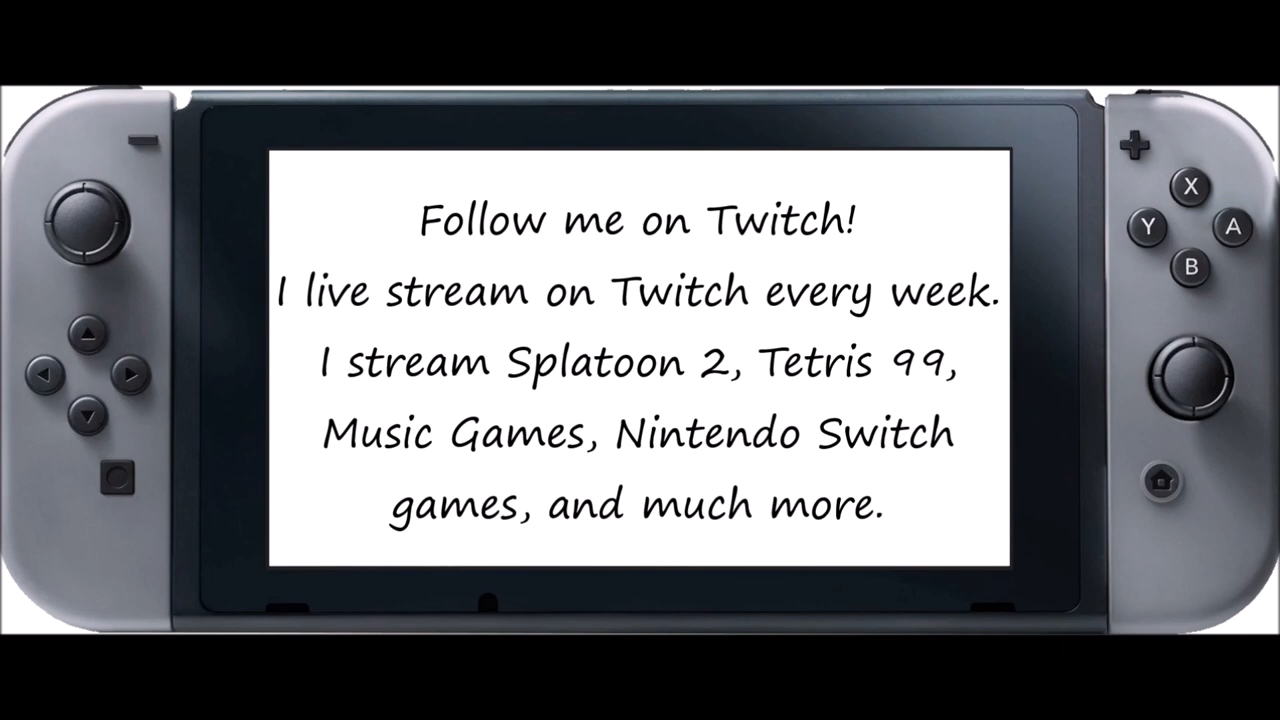 Follow me on Twitch!
I live stream on Twitch every week.
I stream Splatoon 2, Tetris 99,
Music Games, Nintendo Switch
games, and much more.
X
Y A
B